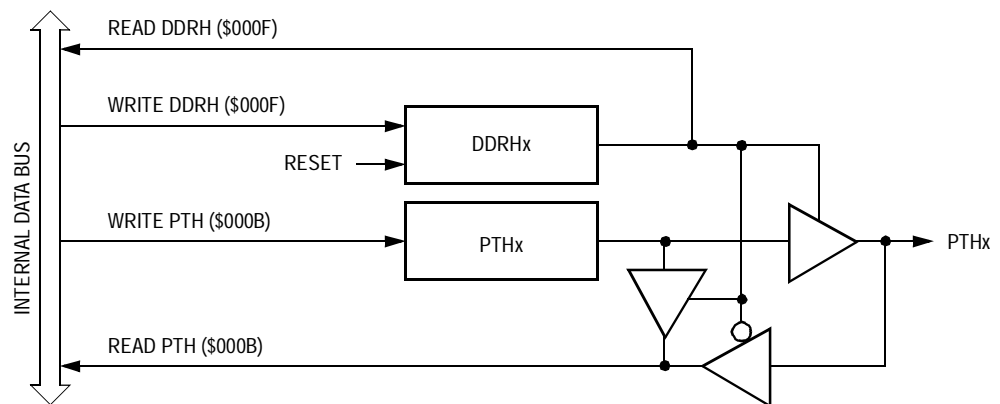 READ DDRH ($000F)
WRITE DDRH ($000F)
DDRHx
RESET
INTERNAL DATA BUS
WRITE PTH ($000B)
PTHx
PTHx
READ PTH ($000B)